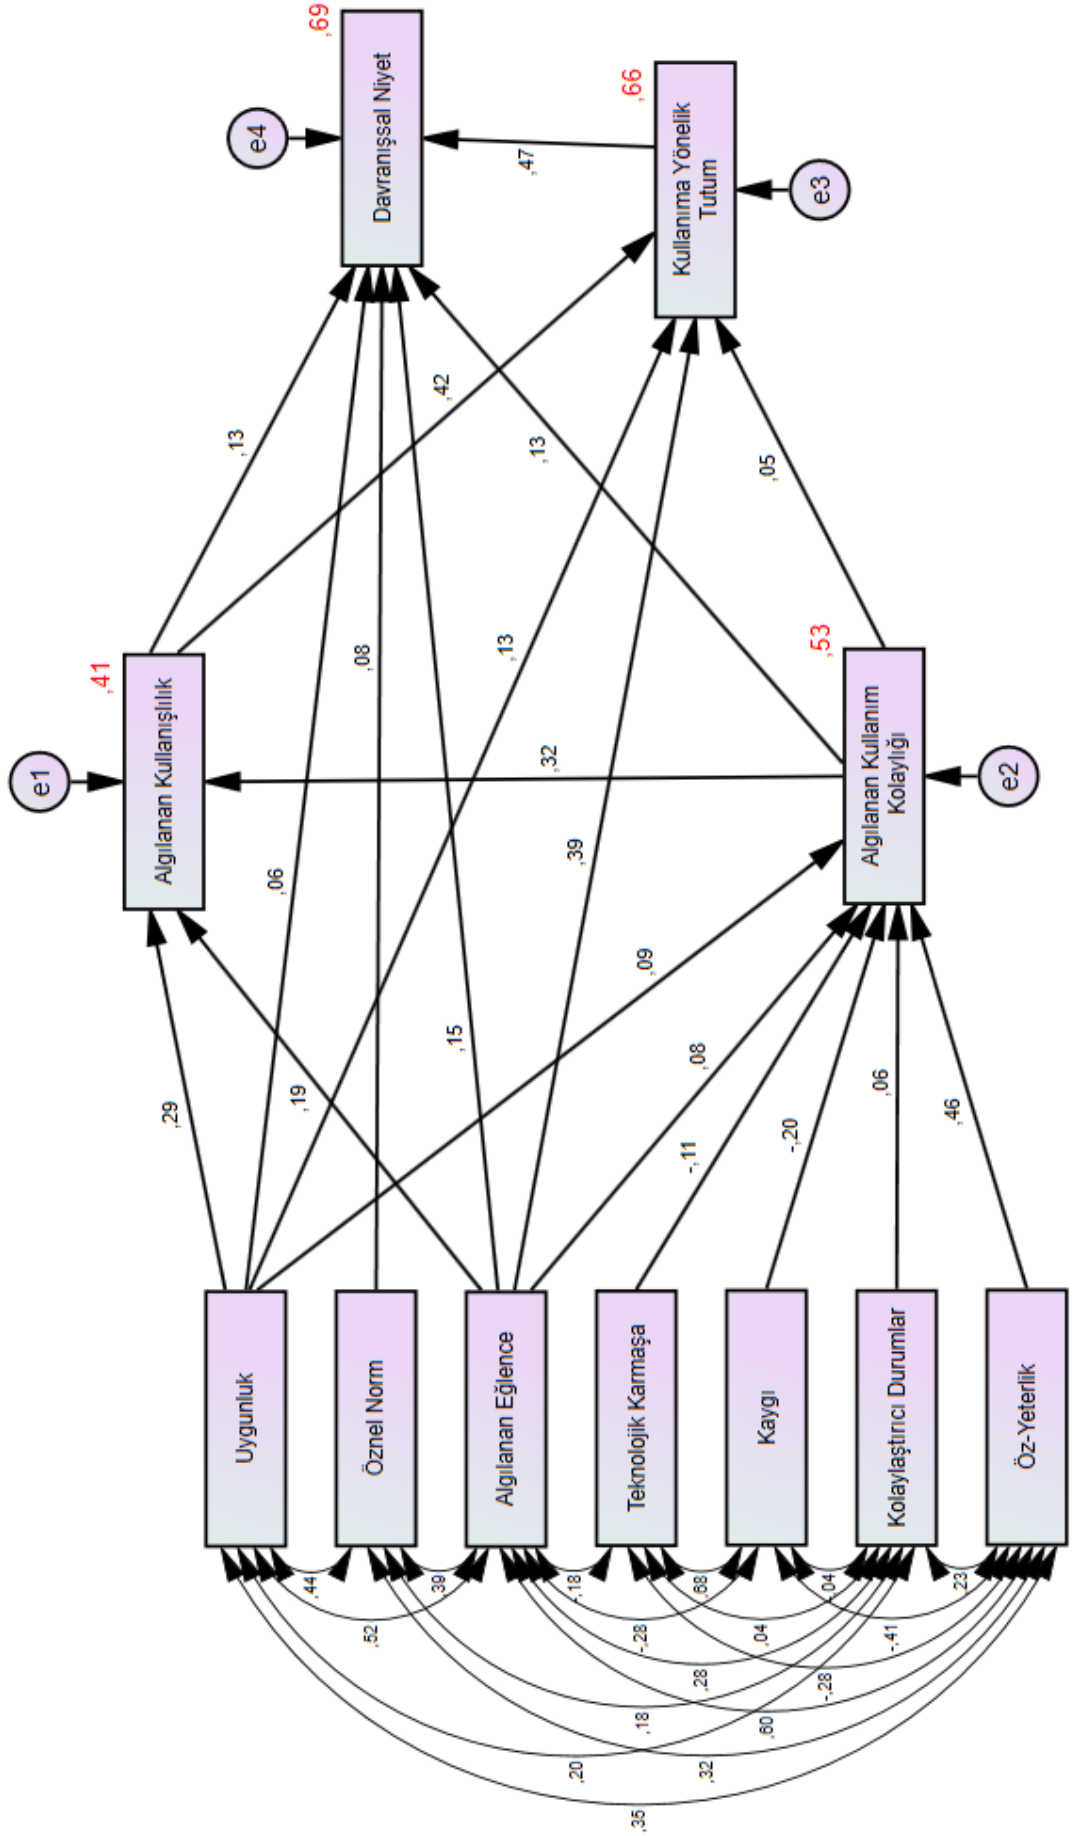 ,35
,20
,32
,18
,60
,28
-,28
,52
-,28
,04
-,41
,44
,39
-,18
,68
-,04
,23
Uygunluk
Öznel Norm
Algılanan Eğlence
Teknolojik Karmaşa
Kaygı
Kolaylaştırıcı Durumlar
Öz-Yeterlik
,29
,19
,06
,15
,09
,08
-,11
-,20
,06
,46
e1
Algılanan Kullanışlılık
,41
,08
,13
,39
,32
Algılanan Kullanım
Kolaylığı
,53
e2
,13
,42
,13
,05
e4
Davranışsal Niyet
,69
,47
Kullanıma Yönelik
Tutum
,66
e3